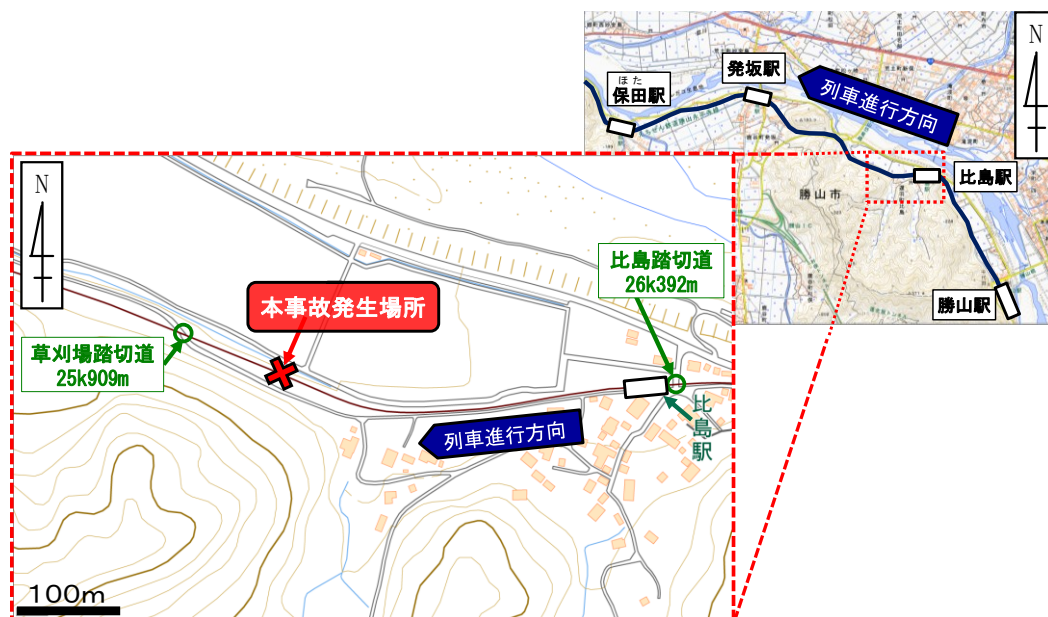 N
ほた
保田駅
発坂駅
列車進行方向
比島駅
勝山市
勝山駅
N
比島踏切道
26k392m
本事故発生場所
草刈場踏切道
25k909m
列車進行方向
比島駅
100m